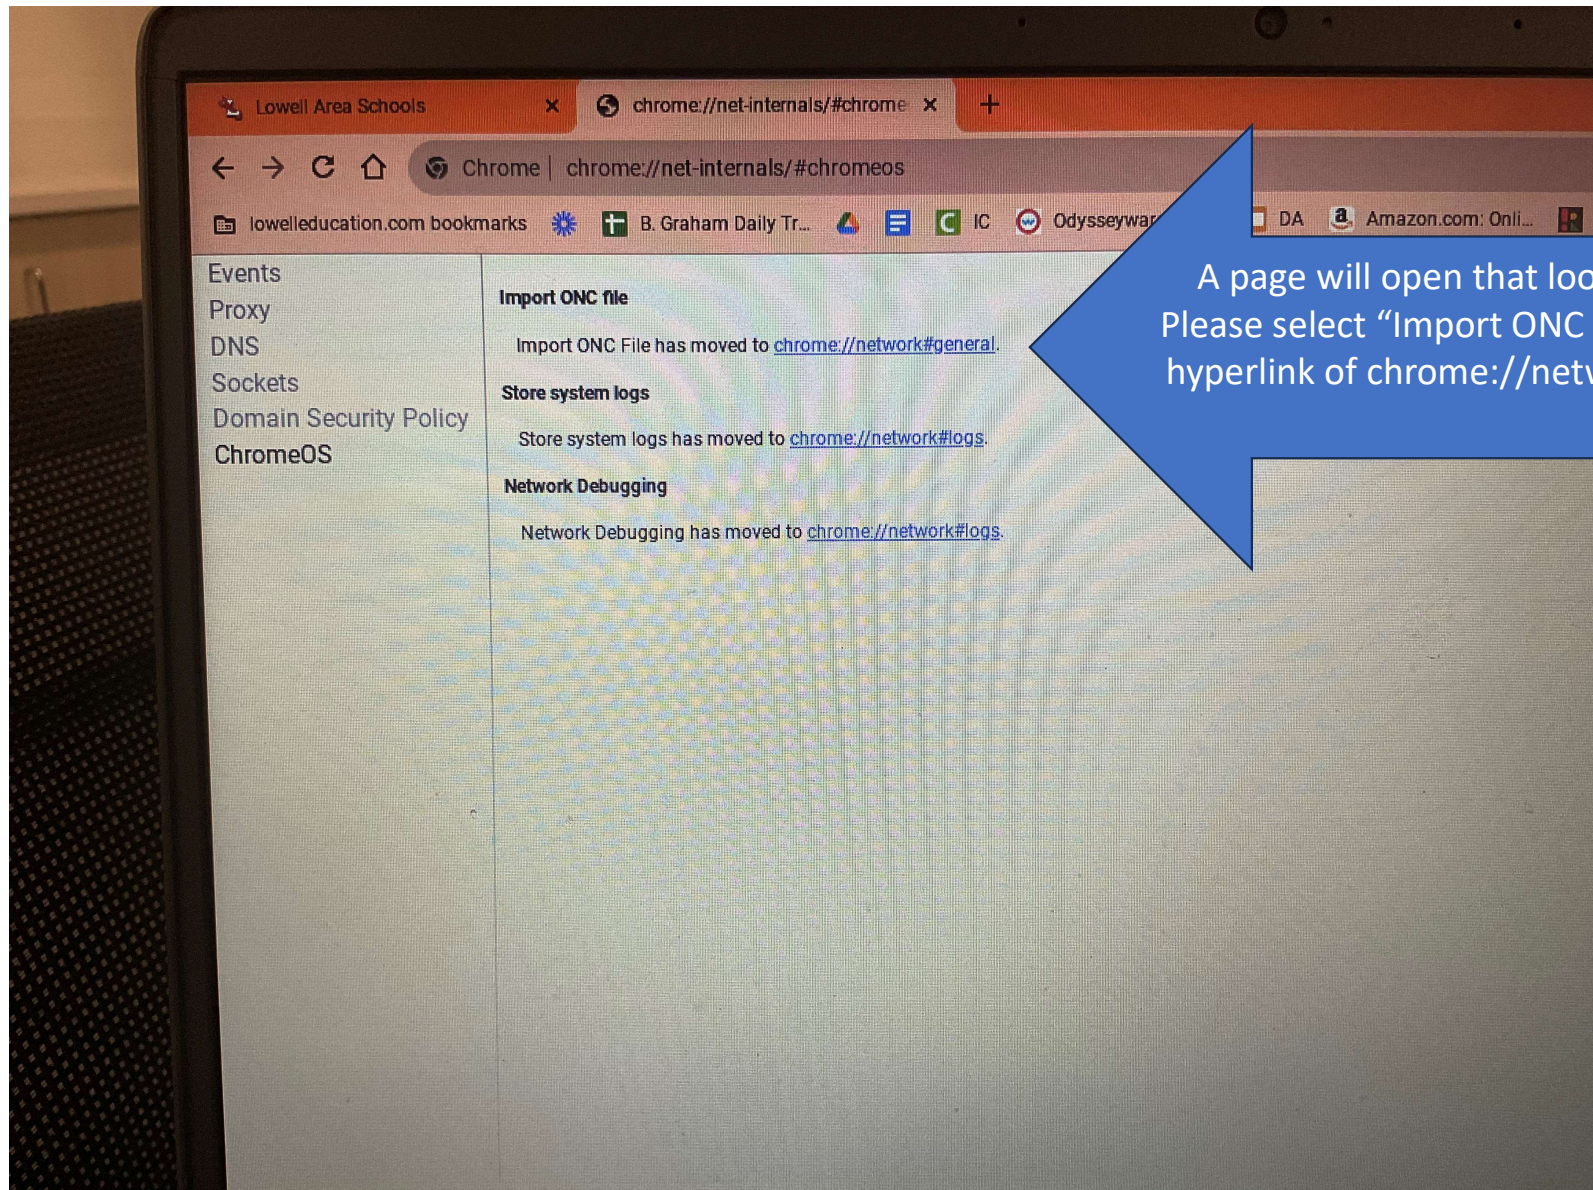 Lowell Area Schools
chrome://net-internals/#chrome
Chrome | chrome://net-internals/#chromeos
lowelleducation.com bookmarks B. Graham Daily Tr... IC Odysseywar DA Amazon.com: Onli...
Events
Proxy
DNS
Sockets
Domain Security Policy
ChromeOS
Import ONC file
Import ONC File has moved to chrome://network#general.
Store system logs
Store system logs has moved to chrome://network#logs.
Network Debugging
Network Debugging has moved to chrome://network#logs.
A page will open that loo
Please select “Import ONC
hyperlink of chrome://netw